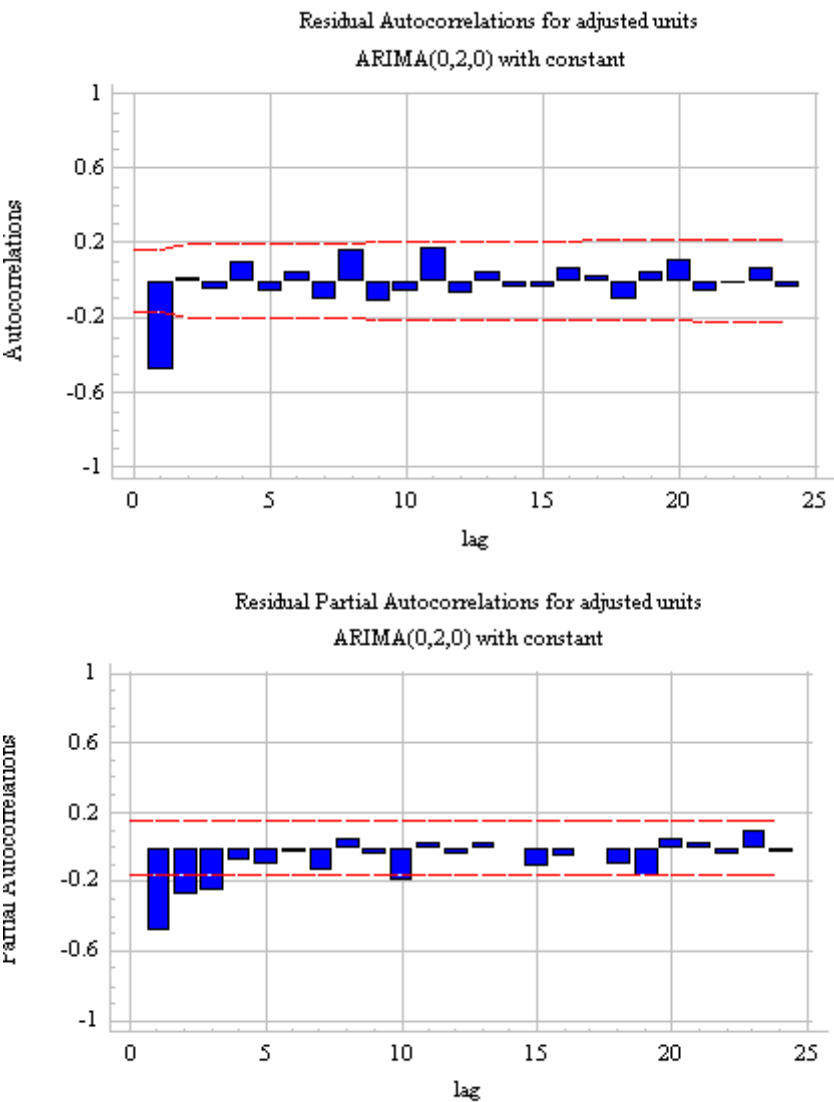 Residual Autocorrelations for adjusted units
ARIMA(0,2,0) with constant
1
0.6
0.2
-0.2
-0.6
-1
Autocorrelations
0 5 10 15 20 25
lag
Residual Partial Autocorrelations for adjusted units
ARIMA(0,2,0) with constant
1
0.6
0.2
-0.2
-0.6
-1
Partial Autocorrelations
0 5 10 15 20 25
lag